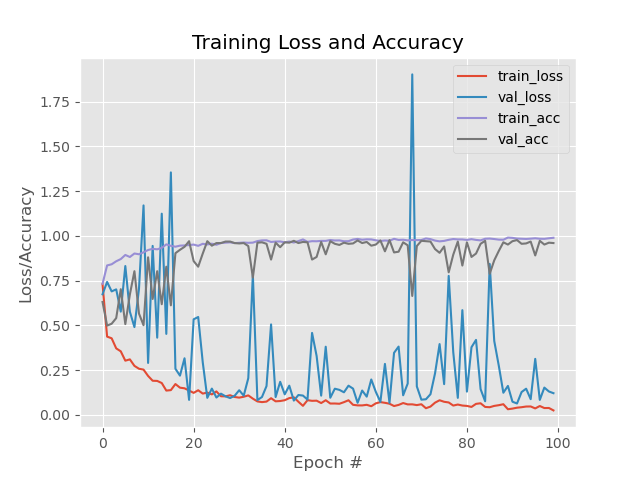 Training Loss and Accuracy
train_loss
val_loss
train_acc
val_acc
Loss/Accuracy
1.75
1.50
1.25
1.00
0.75
0.50
0.25
0.00
0 20 40 60 80 100
Epoch #